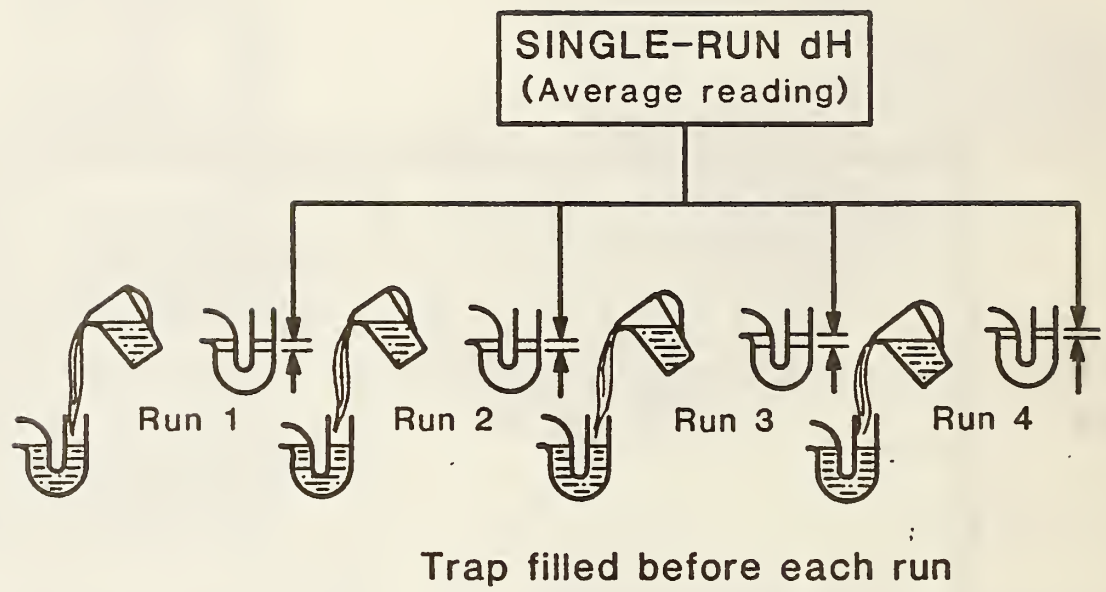 SINGLE-RUN dH
(Average reading)
Run 1
Run 2
Run 3
Run 4
Trap filled before each run